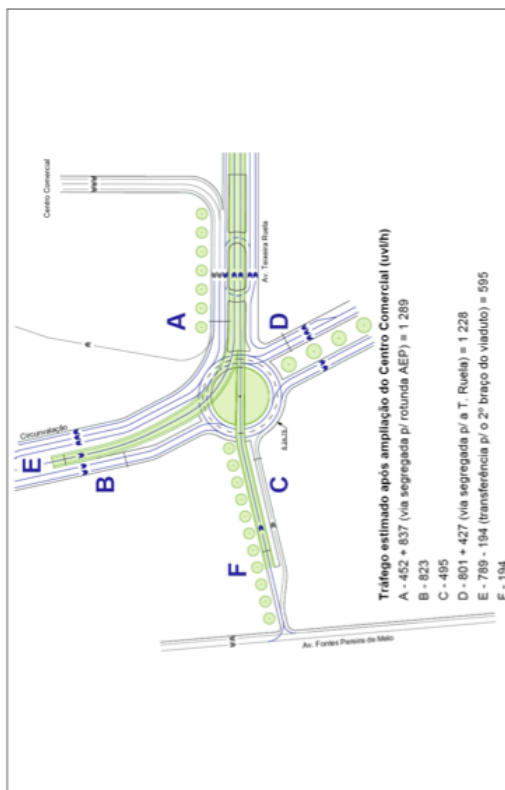 Centro Comercial
Av. Teixeira Ruela
Circunvalação
A
B
C
D
E
F
Av. Fontes Pereira de Melo
Tráfego estimado após ampliação do Centro Comercial (uvl/h)
A - 452 + 837 (via segregada p/ rotunda AEP) = 1 289
B - 823
C - 495
D - 801 + 427 (via segregada p/ a T. Ruela) = 1 228
E - 789 - 194 (transferência p/ o 2º braço do viaduto) = 595
F - 194